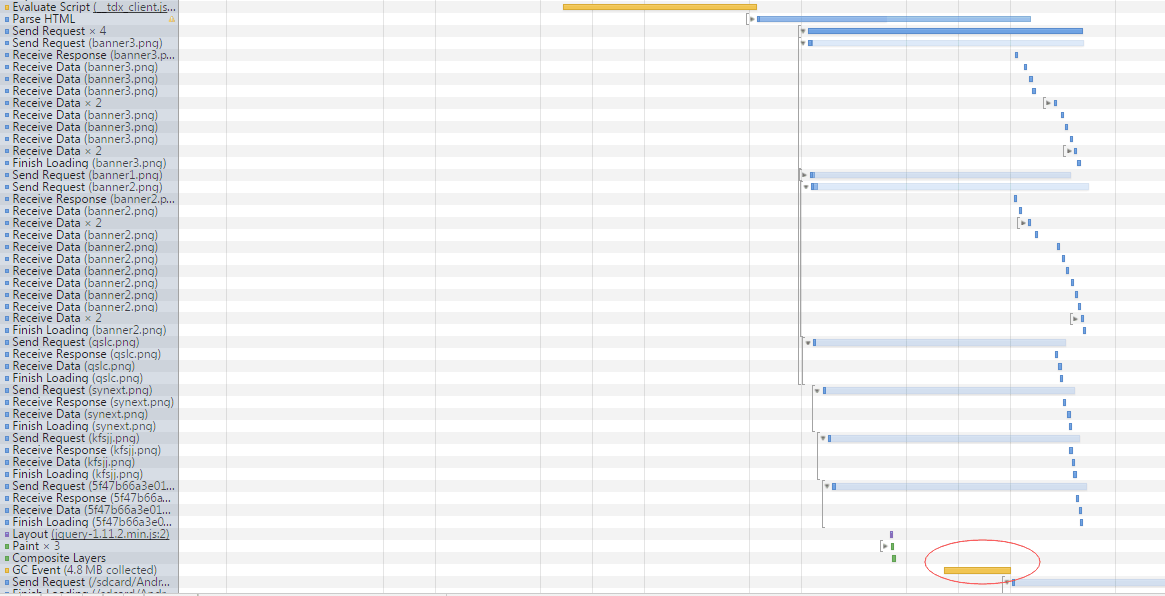 Evaluate Script (__tdx_client.js...
Parse HTML
Send Request × 4
Send Request (banner3.png)
Receive Response (banner3.p...
Receive Data (banner3.png)
Receive Data (banner3.png)
Receive Data (banner3.png)
Receive Data × 2
Receive Data (banner3.png)
Receive Data (banner3.png)
Receive Data (banner3.png)
Receive Data × 2
Finish Loading (banner3.png)
Send Request (banner1.png)
Send Request (banner2.png)
Receive Response (banner2.p...
Receive Data (banner2.png)
Receive Data × 2
Receive Data (banner2.png)
Receive Data (banner2.png)
Receive Data (banner2.png)
Receive Data (banner2.png)
Receive Data (banner2.png)
Receive Data (banner2.png)
Receive Data (banner2.png)
Receive Data × 2
Finish Loading (banner2.png)
Send Request (qslc.png)
Receive Response (qslc.png)
Receive Data (qslc.png)
Finish Loading (qslc.png)
Send Request (synext.png)
Receive Response (synext.png)
Receive Data (synext.png)
Finish Loading (synext.png)
Send Request (kfsjj.png)
Receive Response (kfsjj.png)
Receive Data (kfsjj.png)
Finish Loading (kfsjj.png)
Send Request (5f47b66a3e01...
Receive Response (5f47b66a...
Receive Data (5f47b66a3e01...
Finish Loading (5f47b66a3e0...
Layout (jquery-1.11.2.min.js:2)
Paint × 3
Composite Layers
GC Event (4.8 MB collected)
Send Request (/sdcard/Andr...
Finish Loading (/sdcard/Andr...